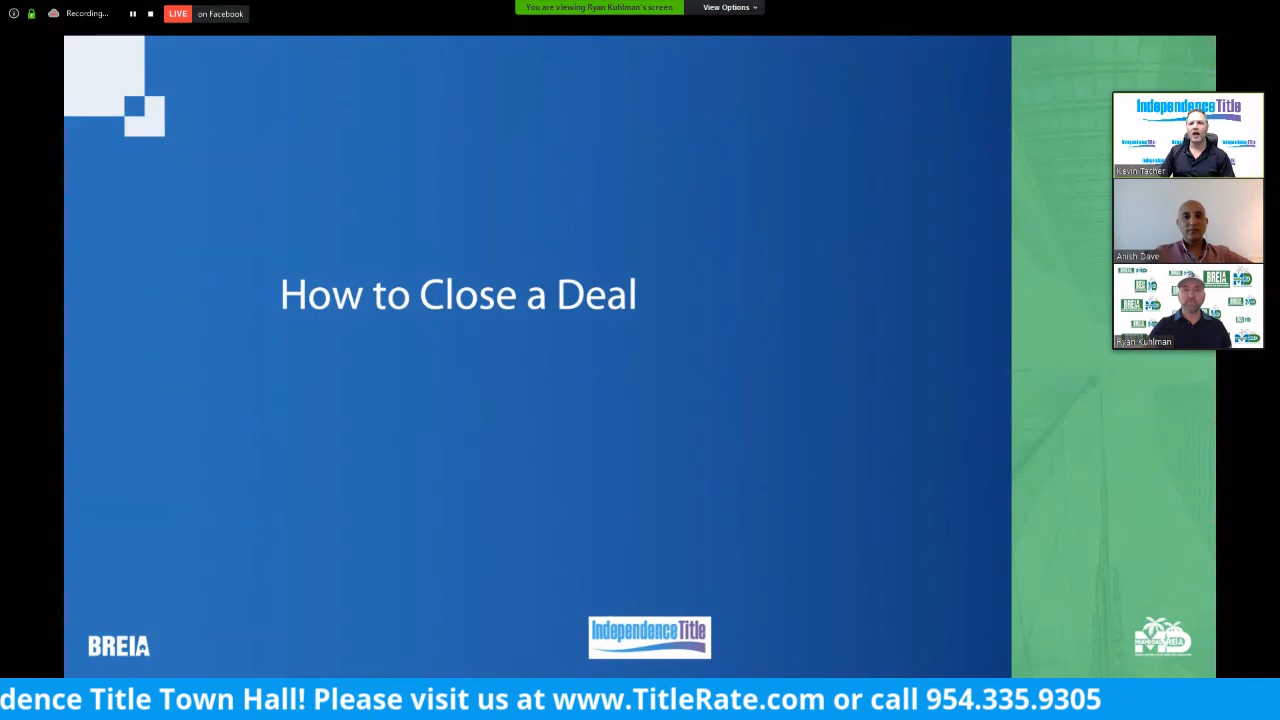 Recording...
LIVE on Facebook
You are viewing Ryan Kuhlman's screen
View Options
Independence Title
Kevin Tacher
Anish Dave
BREIA
Ryan Kuhlman
How to Close a Deal
BREIA
Independence Title
MD
dence Title Town Hall! Please visit us at www.TitleRate.com or call 954.335.9305